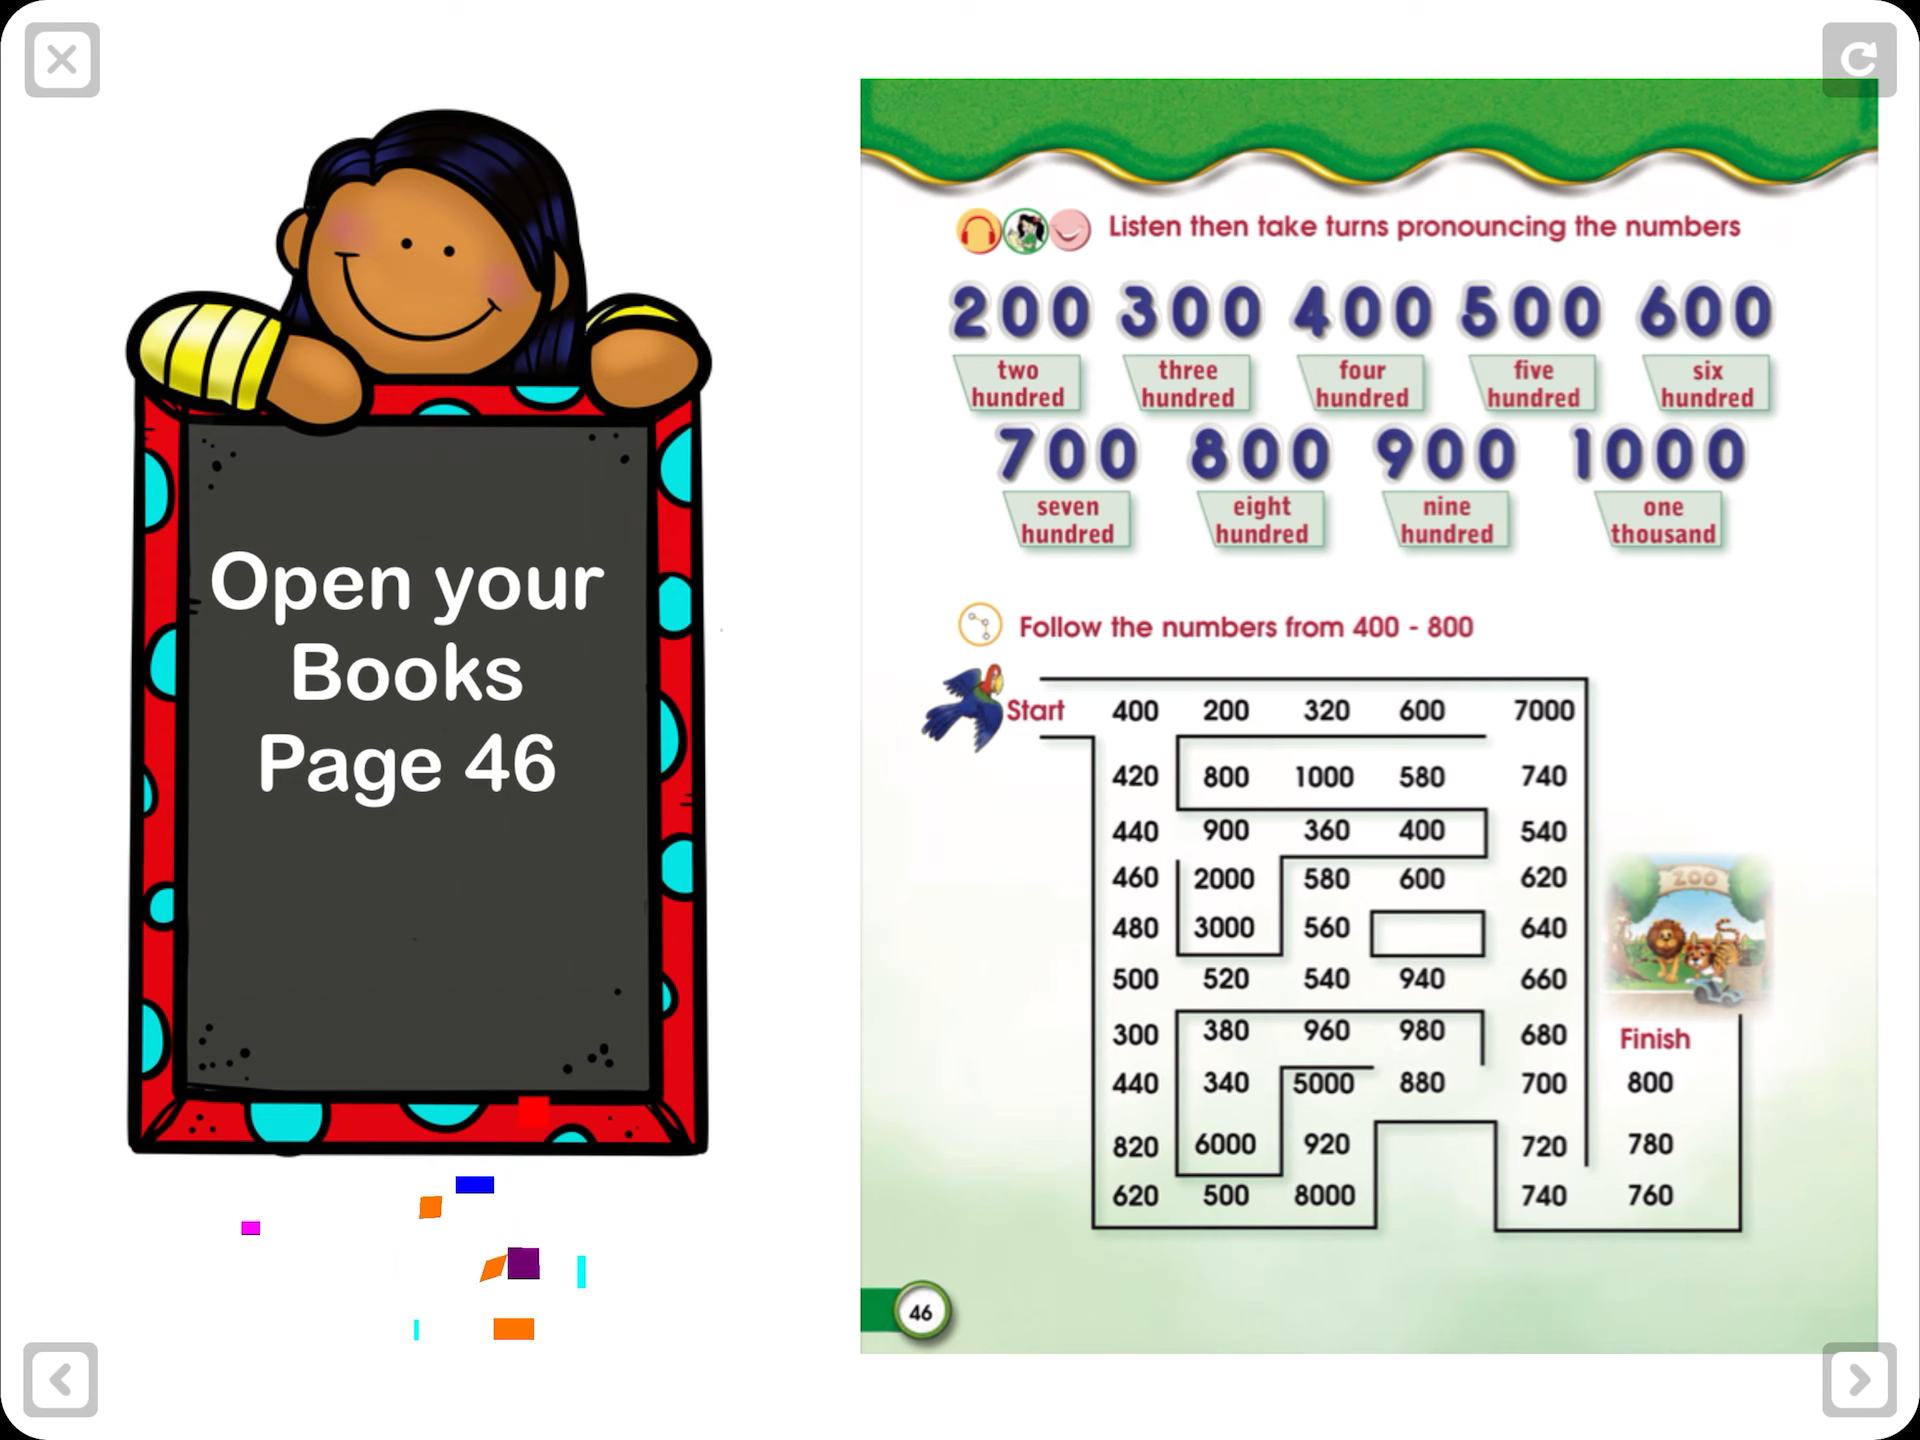 Open your
Books
Page 46
Listen then take turns pronouncing the numbers
200 300 400 500 600
two hundred
three hundred
four hundred
five hundred
six hundred
700 800 900 1000
seven hundred
eight hundred
nine hundred
one thousand
Follow the numbers from 400 - 800
Start 400 200 320 600 7000
420 800 1000 580 740
440 900 360 400 540
460 2000 580 600 620
ZOO
480 3000 560 640
500 520 540 940 660
300 380 960 980 680 Finish
440 340 5000 880 700 800
820 6000 920 720 780
620 500 8000 740 760
46